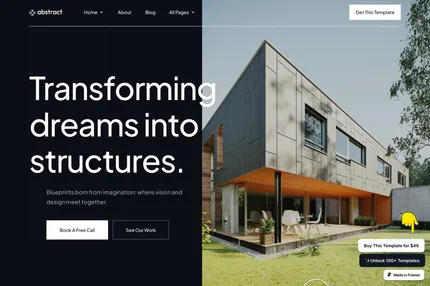 abstract
Home
About
Blog
All Pages
Get This Template
Transforming
dreams into
structures.
Blueprints born from imagination: where vision and
design meet together.
Book A Free Call
See Our Work
Buy This Template for $49
Unlock 100+ Templates
Made in Framer